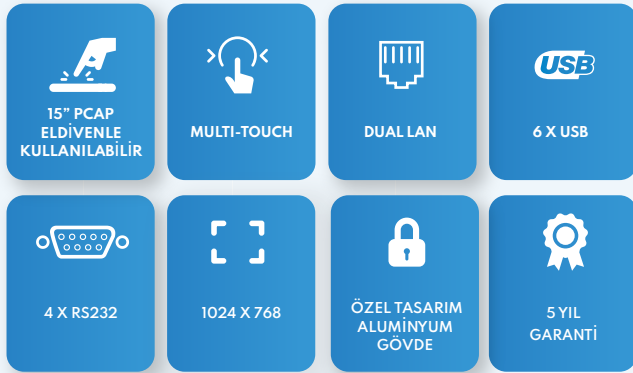 15” PCAP
ELDİVENLE
KULLANILABİLİR
MULTI-TOUCH
DUAL LAN
USB
6 X USB
4 X RS232
1024 X 768
ÖZEL TASARIM
ALUMİNYUM
GÖVDE
5 YIL
GARANTİ